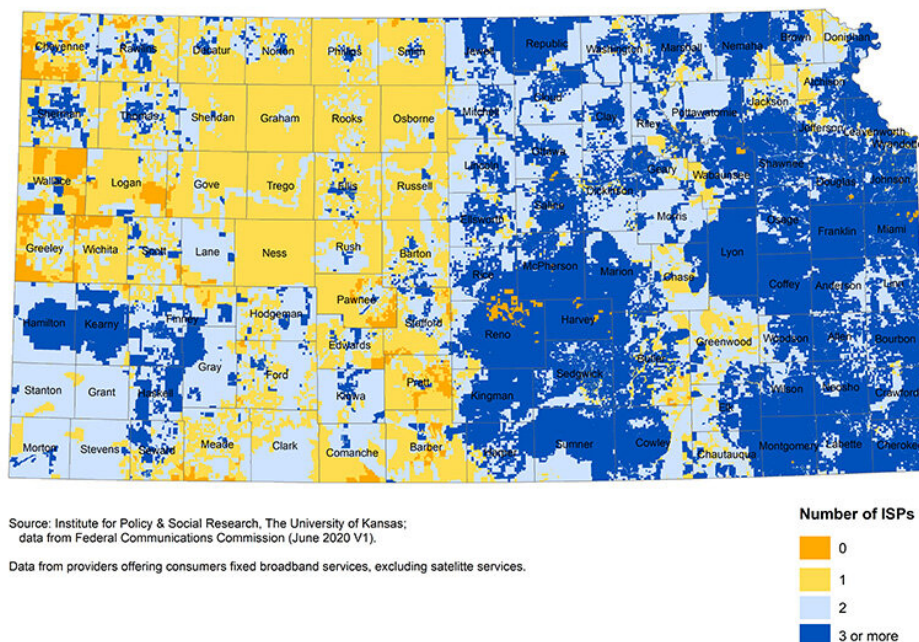 Cheyenne Rawlins Decatur Norton Phillips Smith Jewell Republic Washington Marshall Nemaha Brown Doniphan
Atchison
Sherman Thomas Sheridan Graham Rooks Osborne Mitchell Cloud Clay Riley Pottawatomie Jackson
Jefferson Leavenworth
Wyandotte
Wallace Logan Gove Trego Ellis Russell Lincoln Ottawa Dickinson Geary Wabaunsee Shawnee Douglas Johnson
Saline Morris
Greeley Wichita Scott Lane Ness Rush Barton Ellsworth McPherson Marion Chase Lyon Osage Franklin Miami
Rice Coffey Anderson Linn
Hamilton Kearny Finney Hodgeman Pawnee Stafford Reno Harvey
Gray Ford Edwards Butler Greenwood Woodson Allen Bourbon
Stanton Grant Haskell Kiowa Pratt Kingman Sedgwick Elk Wilson Neosho Crawford
Morton Stevens Seward Meade Clark Comanche Barber Sumner Cowley Chautauqua Montgomery Labette Cherokee
Source: Institute for Policy & Social Research, The University of Kansas;
data from Federal Communications Commission (June 2020 V1).
Data from providers offering consumers fixed broadband services, excluding satelitte services.
Number of ISPs
0
1
2
3 or more